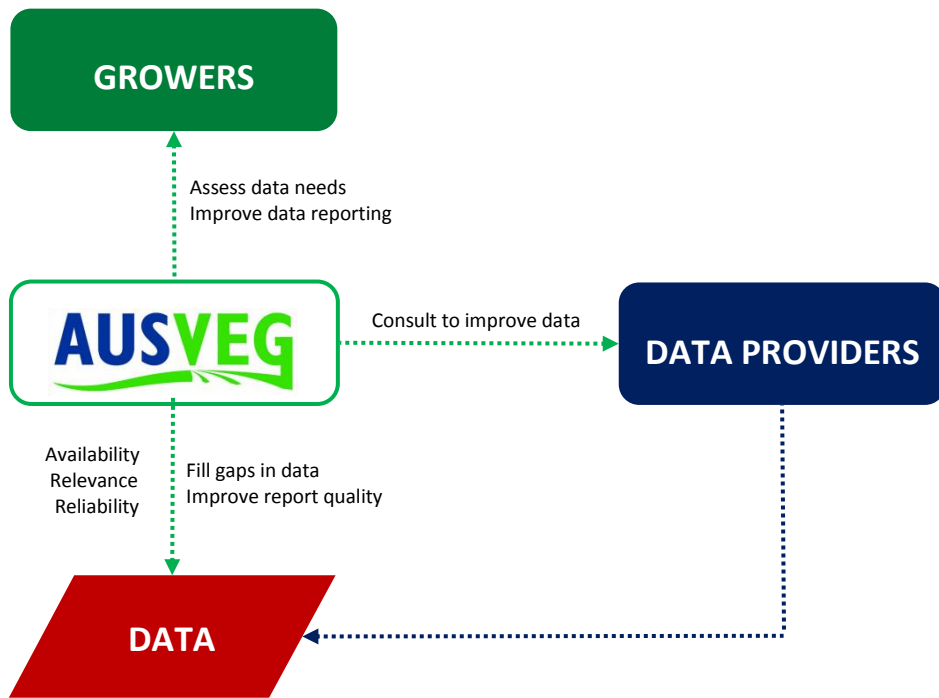 GROWERS
Assess data needs
Improve data reporting
AUSVEG
Consult to improve data
DATA PROVIDERS
Availability
Relevance
Reliability
Fill gaps in data
Improve report quality
DATA